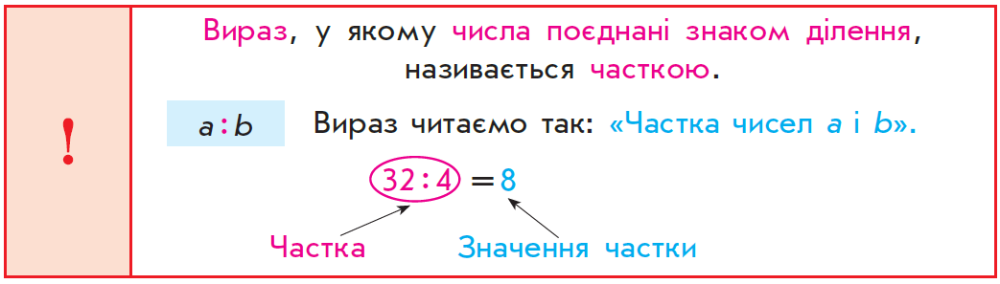 !
Вираз, у якому числа поєднані знаком ділення,
називається часткою.
a : b Вираз читаємо так: «Частка чисел a і b».
32 : 4 = 8
Частка Значення частки